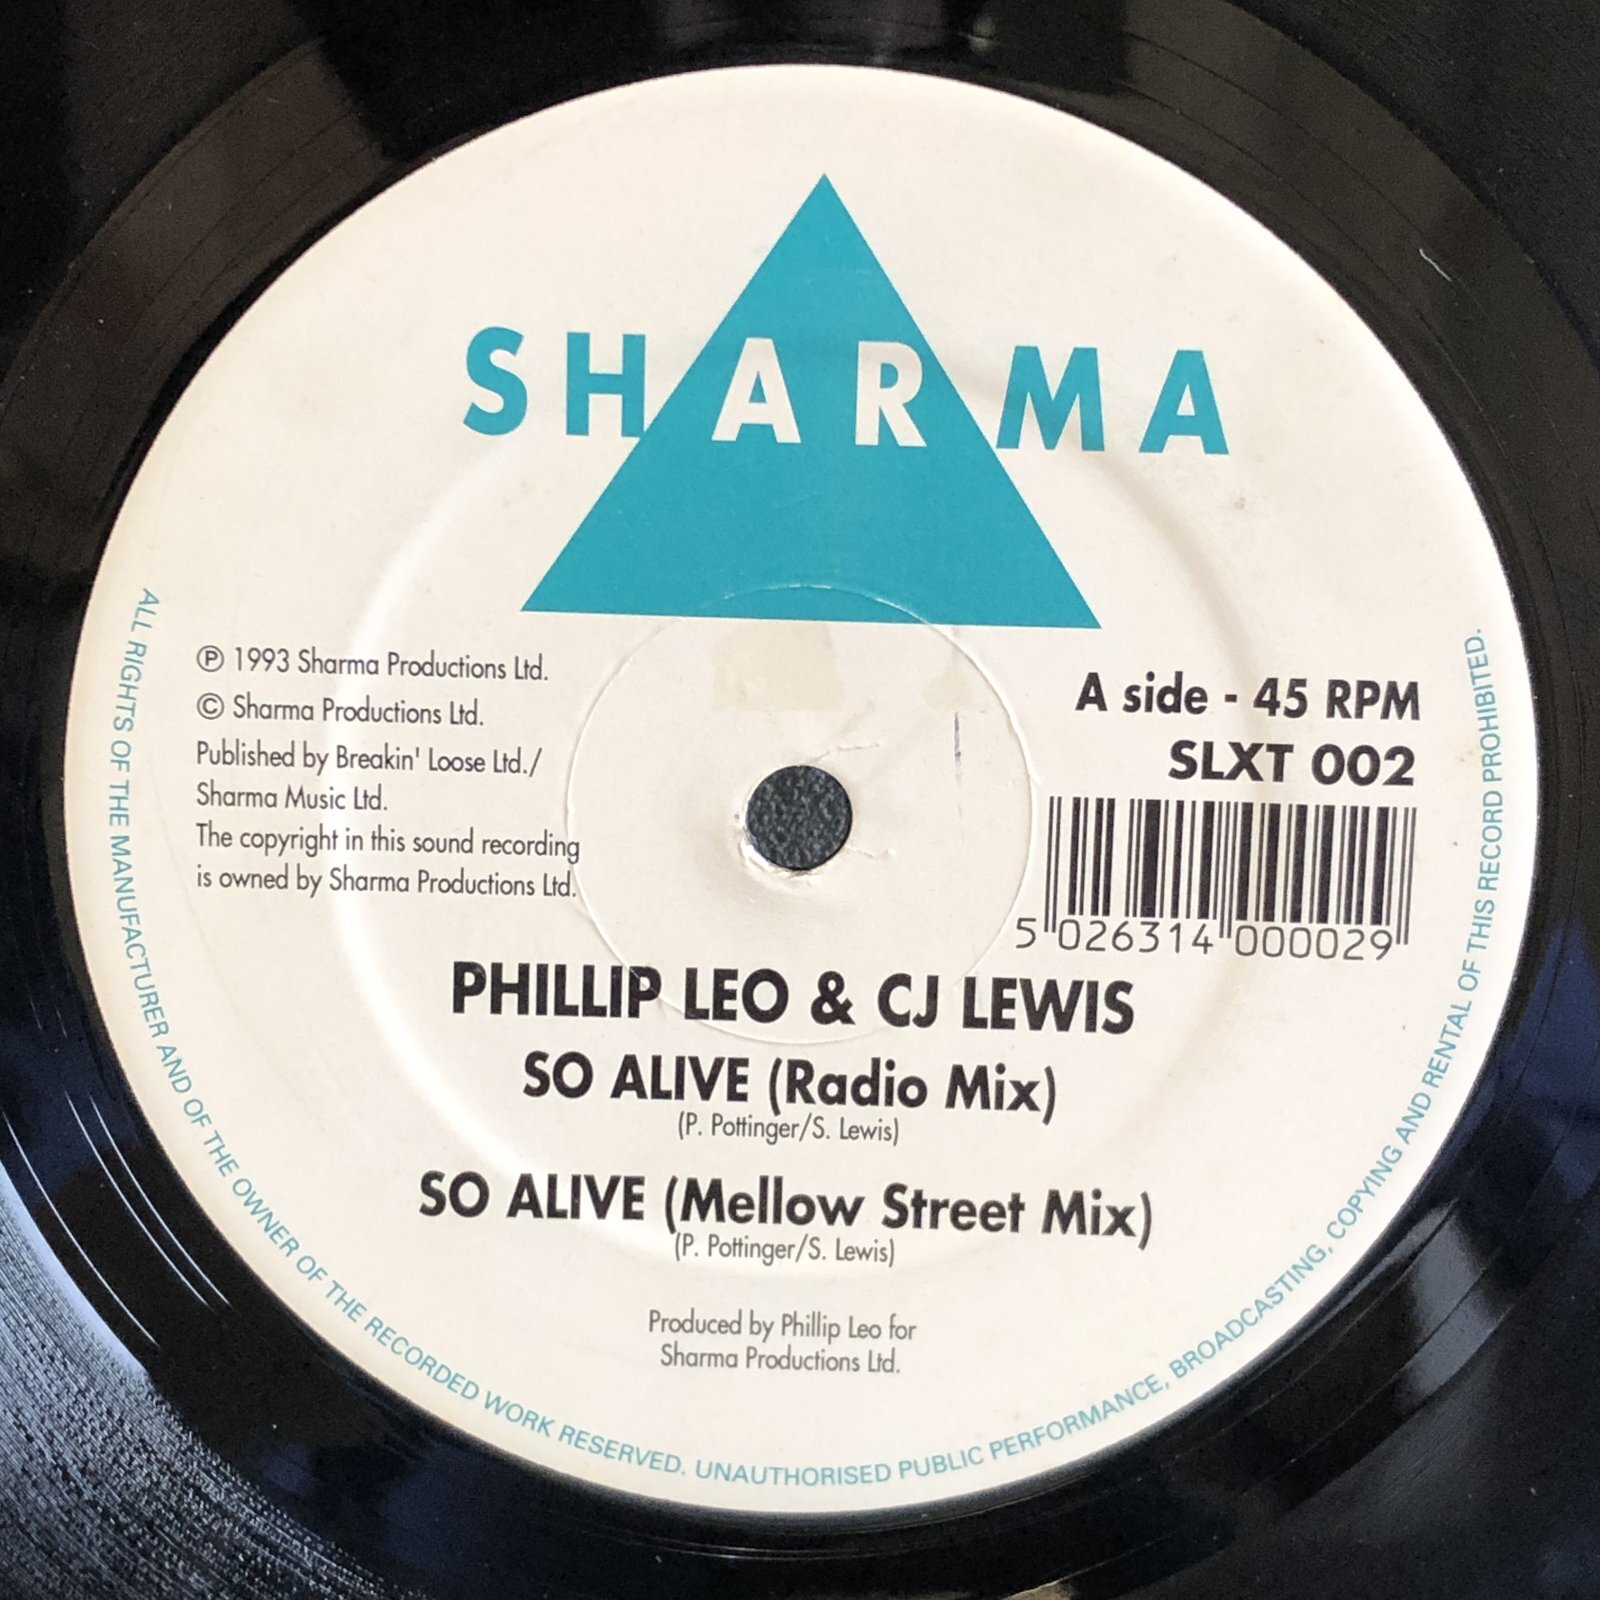 SHARMA
℗ 1993 Sharma Productions Ltd.
© Sharma Productions Ltd.
Published by Breakin' Loose Ltd./
Sharma Music Ltd.
The copyright in this sound recording
is owned by Sharma Productions Ltd.
A side - 45 RPM
SLXT 002
5 026314 000029
PHILLIP LEO & CJ LEWIS
SO ALIVE (Radio Mix)
(P. Pottinger/S. Lewis)
SO ALIVE (Mellow Street Mix)
(P. Pottinger/S. Lewis)
Produced by Phillip Leo for
Sharma Productions Ltd.
ALL RIGHTS OF THE MANUFACTURER AND OF THE OWNER OF THE RECORDED WORK RESERVED. UNAUTHORISED PUBLIC PERFORMANCE, BROADCASTING, COPYING AND RENTAL OF THIS RECORD PROHIBITED.